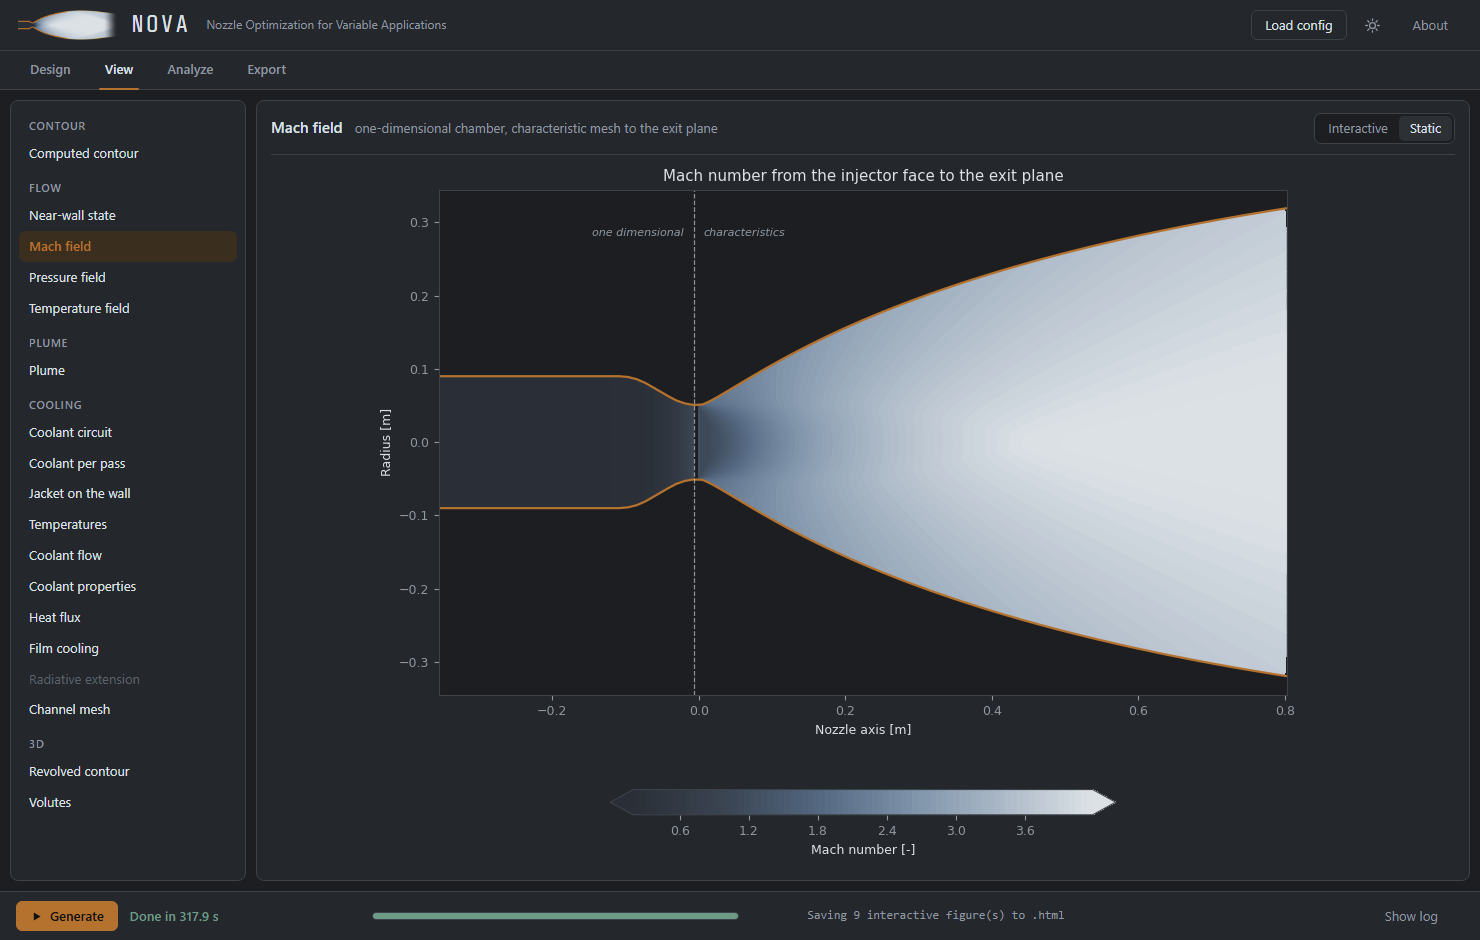 NOVA
Nozzle Optimization for Variable Applications
Load config
About
Design
View
Analyze
Export
CONTOUR
Computed contour
FLOW
Near-wall state
Mach field
Pressure field
Temperature field
PLUME
Plume
COOLING
Coolant circuit
Coolant per pass
Jacket on the wall
Temperatures
Coolant flow
Coolant properties
Heat flux
Film cooling
Radiative extension
Channel mesh
3D
Revolved contour
Volutes
Mach field
one-dimensional chamber, characteristic mesh to the exit plane
Interactive
Static
Mach number from the injector face to the exit plane
one dimensional
characteristics
0.3
0.2
0.1
0.0
−0.1
−0.2
−0.3
Radius [m]
−0.2
0.0
0.2
0.4
0.6
0.8
Nozzle axis [m]
0.6
1.2
1.8
2.4
3.0
3.6
Mach number [-]
Generate
Done in 317.9 s
Saving 9 interactive figure(s) to .html
Show log